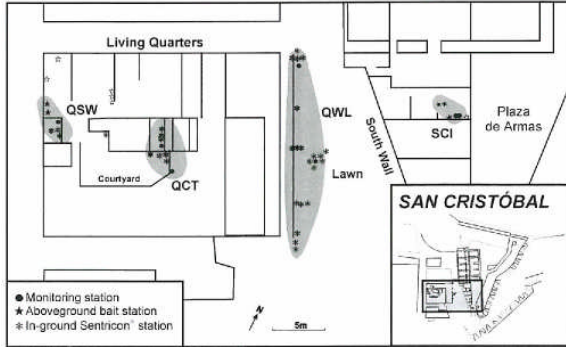 Living Quarters
QSW
QCT
Courtyard
QWL
Lawn
South Wall
SCI
Plaza
de Armas
SAN CRISTÓBAL
● Monitoring station
★ Aboveground bait station
✳ In-ground Sentricon® station
5m
N